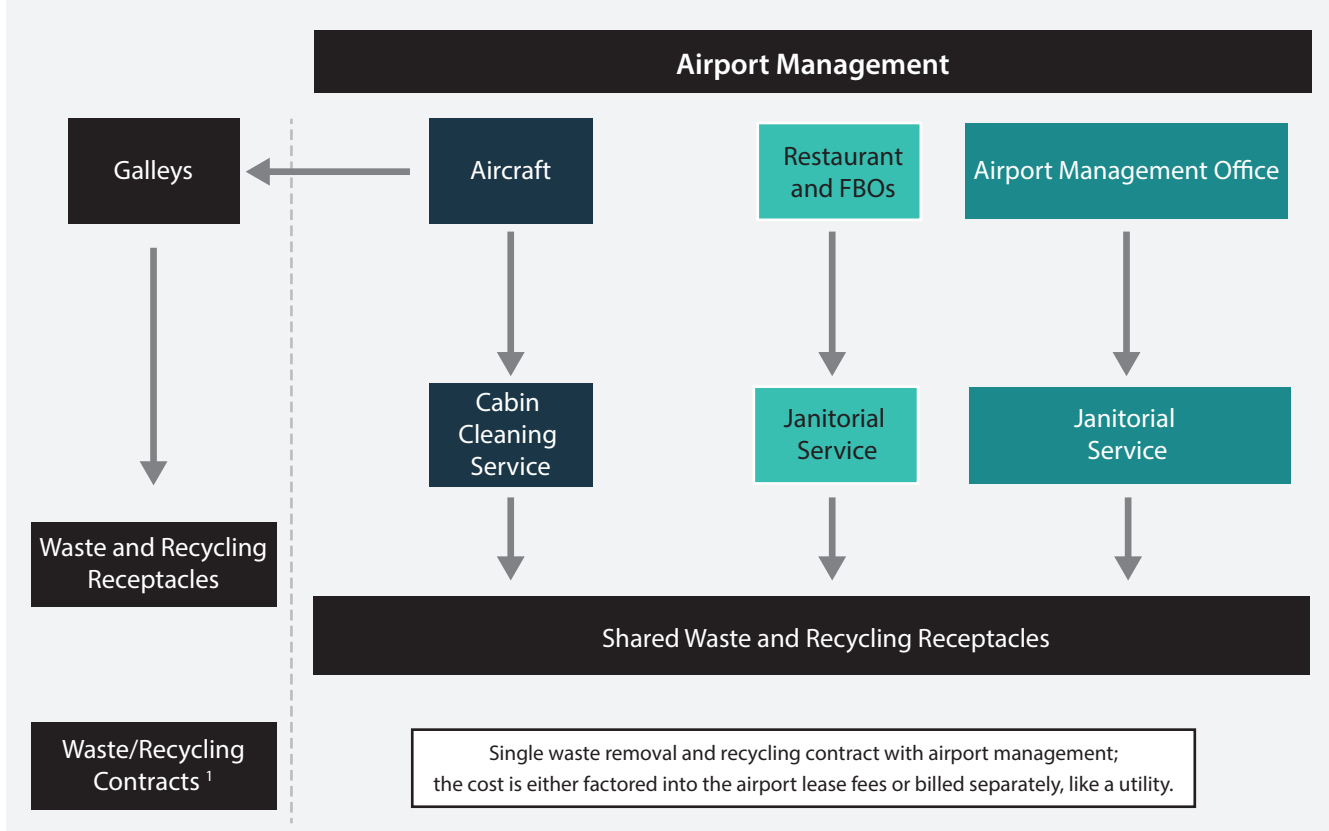 Airport Management
Galleys
Aircraft
Restaurant
and FBOs
Airport Management Office
Cabin
Cleaning
Service
Janitorial
Service
Janitorial
Service
Waste and Recycling
Receptacles
Shared Waste and Recycling Receptacles
Waste/Recycling
Contracts 1
Single waste removal and recycling contract with airport management;
the cost is either factored into the airport lease fees or billed separately, like a utility.